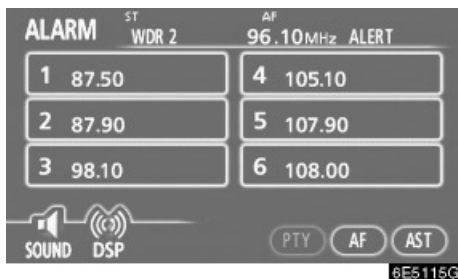 ALARM ST WDR 2 AF 96.10MHz ALERT
1 87.50
4 105.10
2 87.90
5 107.90
3 98.10
6 108.00
SOUND DSP PTY AF AST
6E5115G